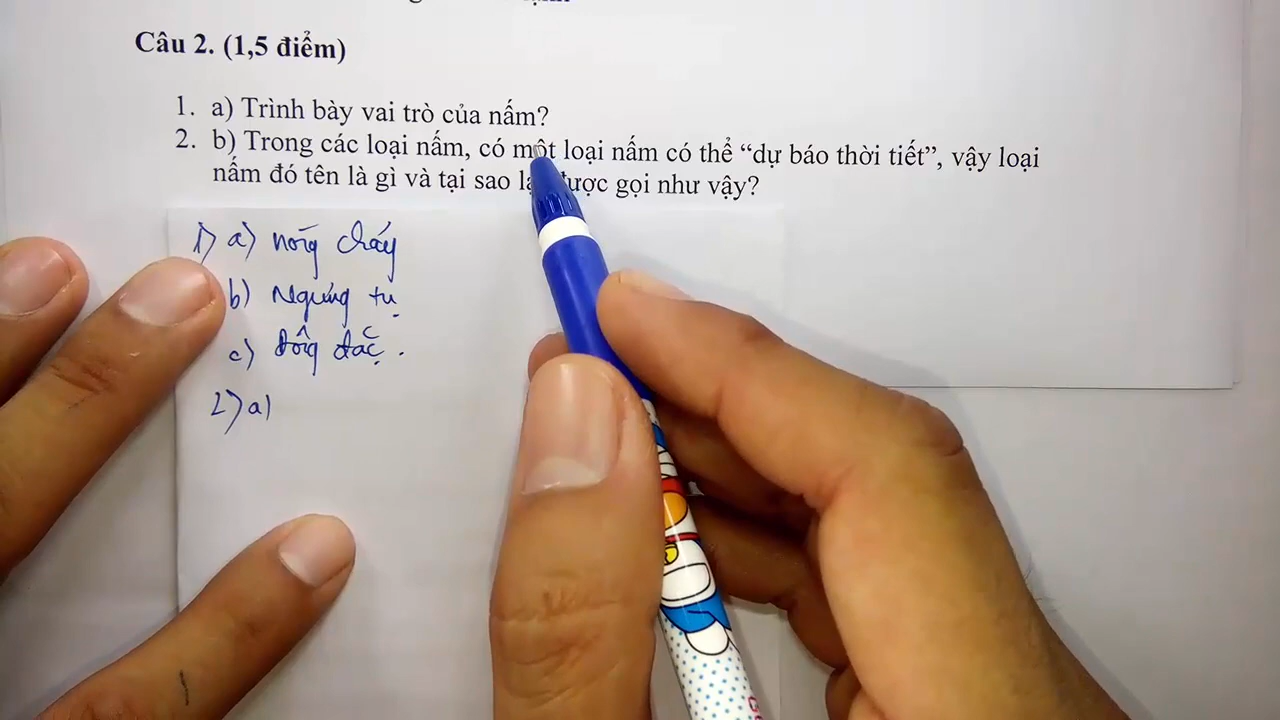 Câu 2. (1,5 điểm)
1. a) Trình bày vai trò của nấm?
2. b) Trong các loại nấm, có một loại nấm có thể “dự báo thời tiết”, vậy loại
nấm đó tên là gì và tại sao lại được gọi như vậy?
1) a) nóng chảy
b) Ngưng tụ
c) đông đặc.
2) a)